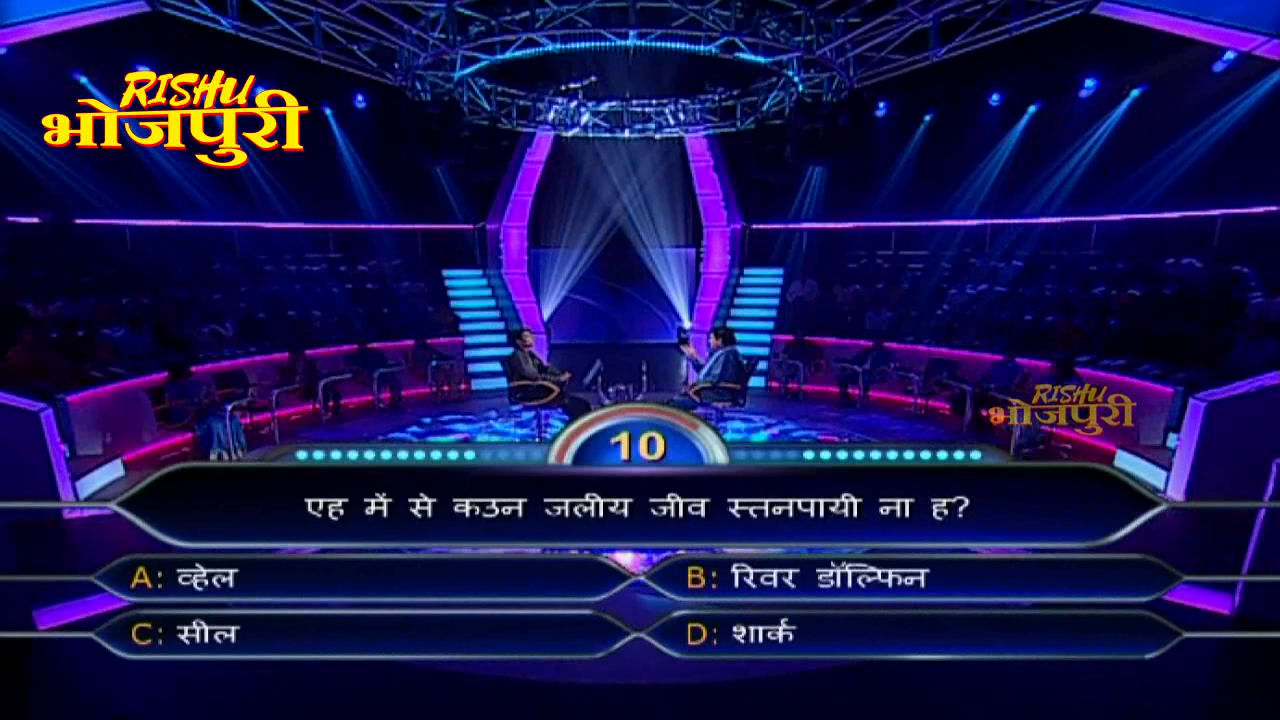 RISHU
भोजपुरी
RISHU
भोजपुरी
10
एह में से कउन जलीय जीव स्तनपायी ना ह?
A: व्हेल
B: रिवर डॉल्फिन
C: सील
D: शार्क